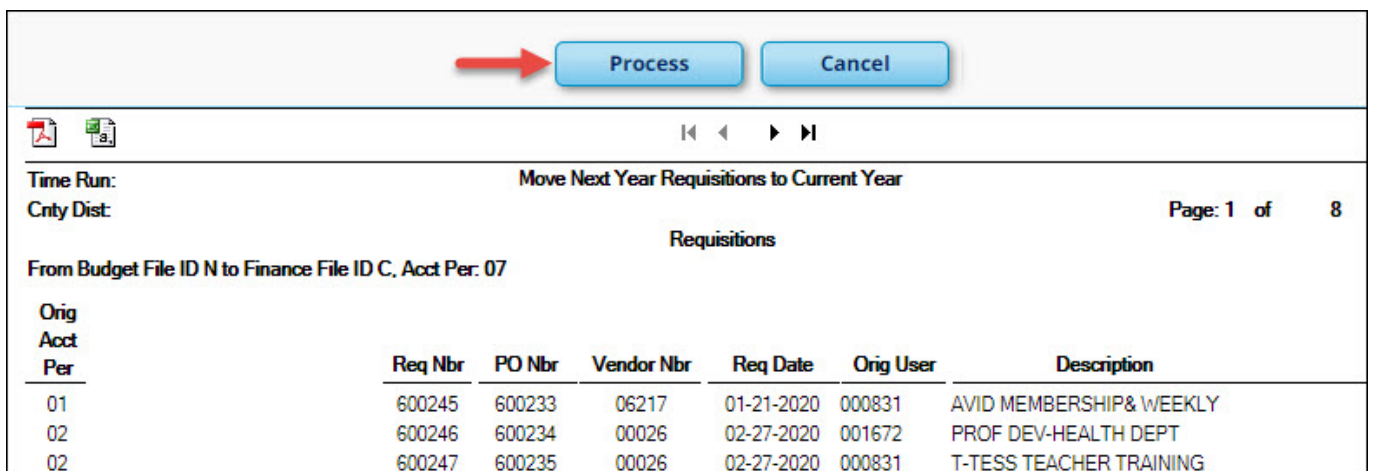 Process Cancel
Time Run: Move Next Year Requisitions to Current Year
Cnty Dist: Page: 1 of 8
Requisitions
From Budget File ID N to Finance File ID C, Acct Per: 07
Orig
Acct
Per Req Nbr PO Nbr Vendor Nbr Req Date Orig User Description
01 600245 600233 06217 01-21-2020 000831 AVID MEMBERSHIP& WEEKLY
02 600246 600234 00026 02-27-2020 001672 PROF DEV-HEALTH DEPT
02 600247 600235 00026 02-27-2020 000831 T-TESS TEACHER TRAINING